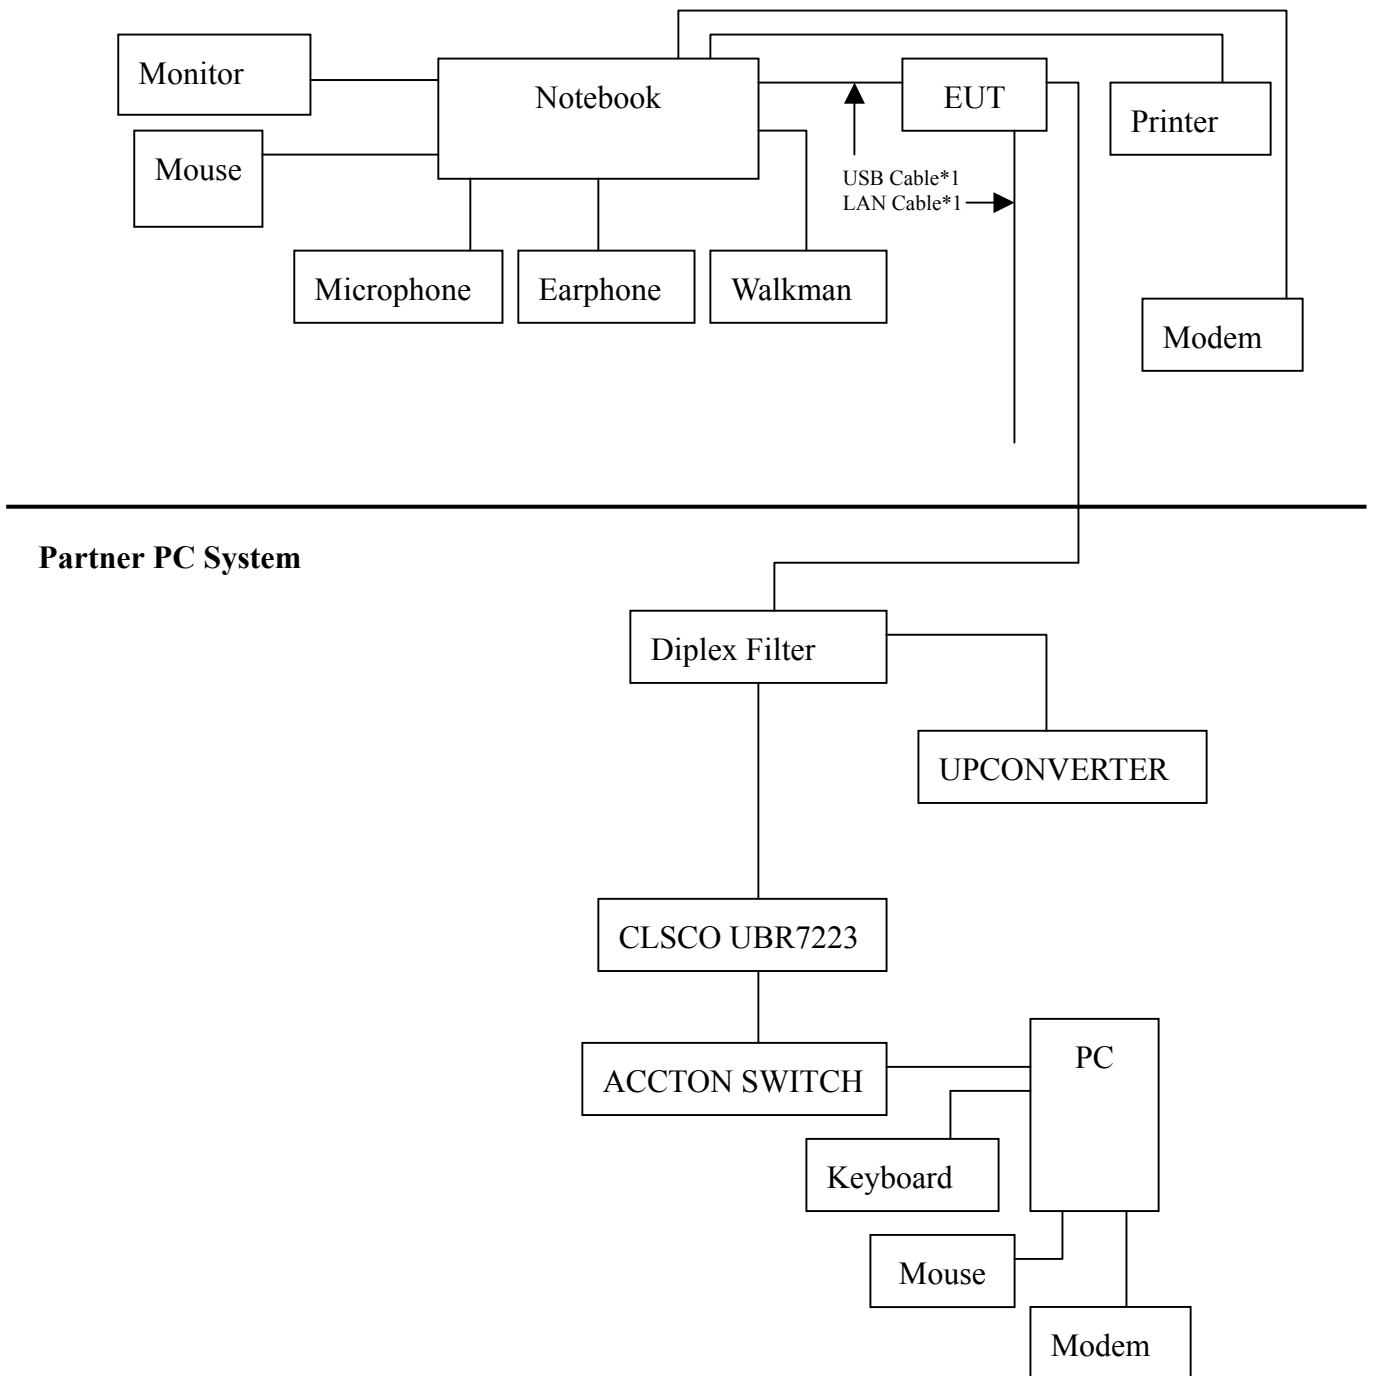 Monitor
Notebook
EUT
Printer
Mouse
USB Cable*1
LAN Cable*1
Microphone
Earphone
Walkman
Modem
Partner PC System
Diplex Filter
UPCONVERTER
CLSCO UBR7223
PC
ACCTON SWITCH
Keyboard
Mouse
Modem